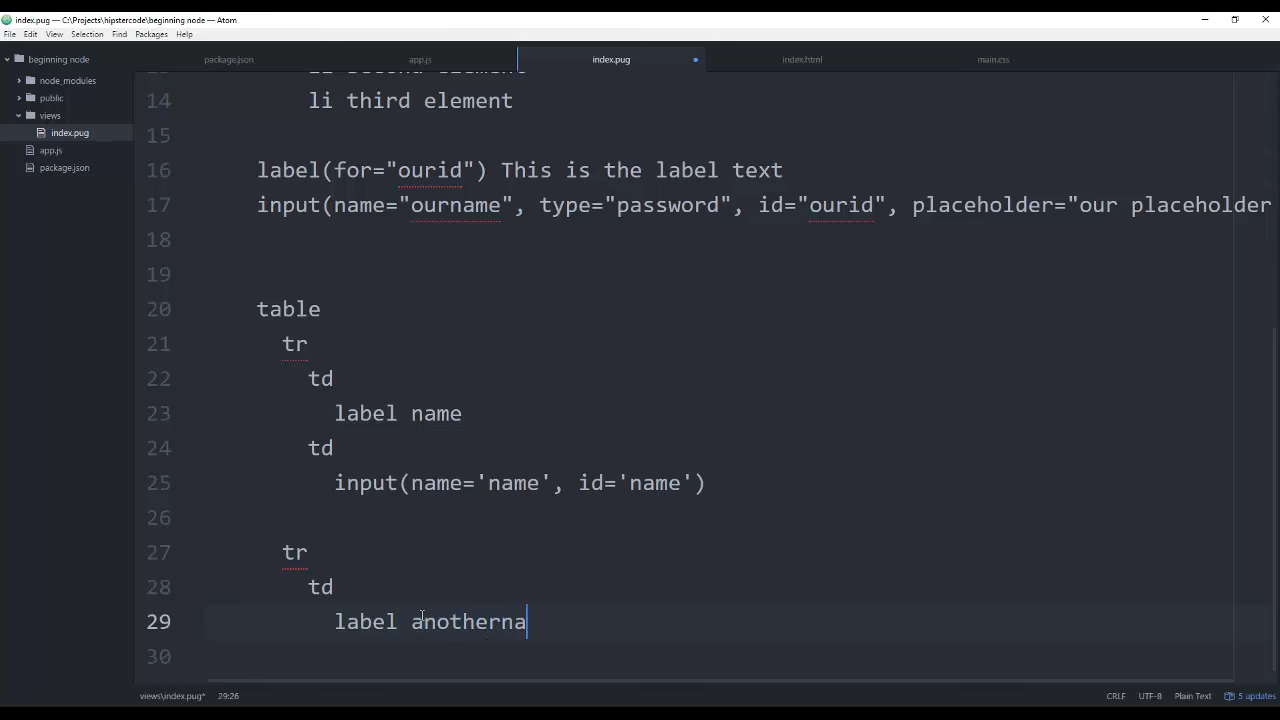 index.pug — C:\Projects\hipstercode\beginning node — Atom
File Edit View Selection Find Packages Help
beginning node
node_modules
public
views
index.pug
app.js
package.json
package.json app.js index.pug index.html main.css
li second element
14 li third element
15
16 label(for="ourid") This is the label text
17 input(name="ourname", type="password", id="ourid", placeholder="our placeholder
18
19
20 table
21 tr
22 td
23 label name
24 td
25 input(name='name', id='name')
26
27 tr
28 td
29 label anotherna
30
views\index.pug* 29:26 CRLF UTF-8 Plain Text 5 updates